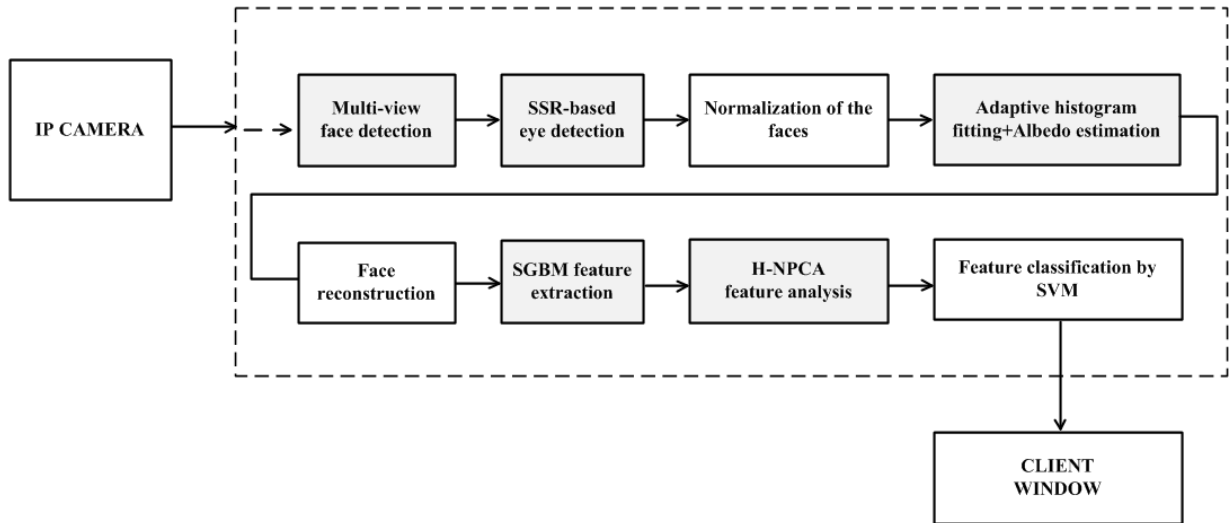 IP CAMERA
Multi-view
face detection
SSR-based
eye detection
Normalization of the
faces
Adaptive histogram
fitting+Albedo estimation
Face
reconstruction
SGBM feature
extraction
H-NPCA
feature analysis
Feature classification by
SVM
CLIENT
WINDOW